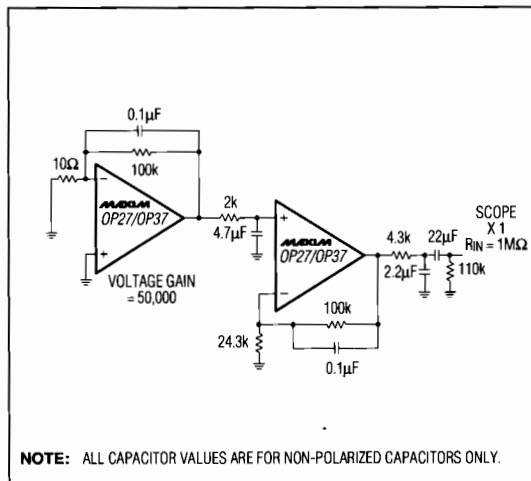 0.1µF
10Ω
100k
−
+
MAXIM
OP27/OP37
VOLTAGE GAIN
= 50,000
2k
4.7µF
+
−
MAXIM
OP27/OP37
100k
0.1µF
24.3k
4.3k
22µF
2.2µF
110k
SCOPE
X 1
RIN = 1MΩ
NOTE: ALL CAPACITOR VALUES ARE FOR NON-POLARIZED CAPACITORS ONLY.